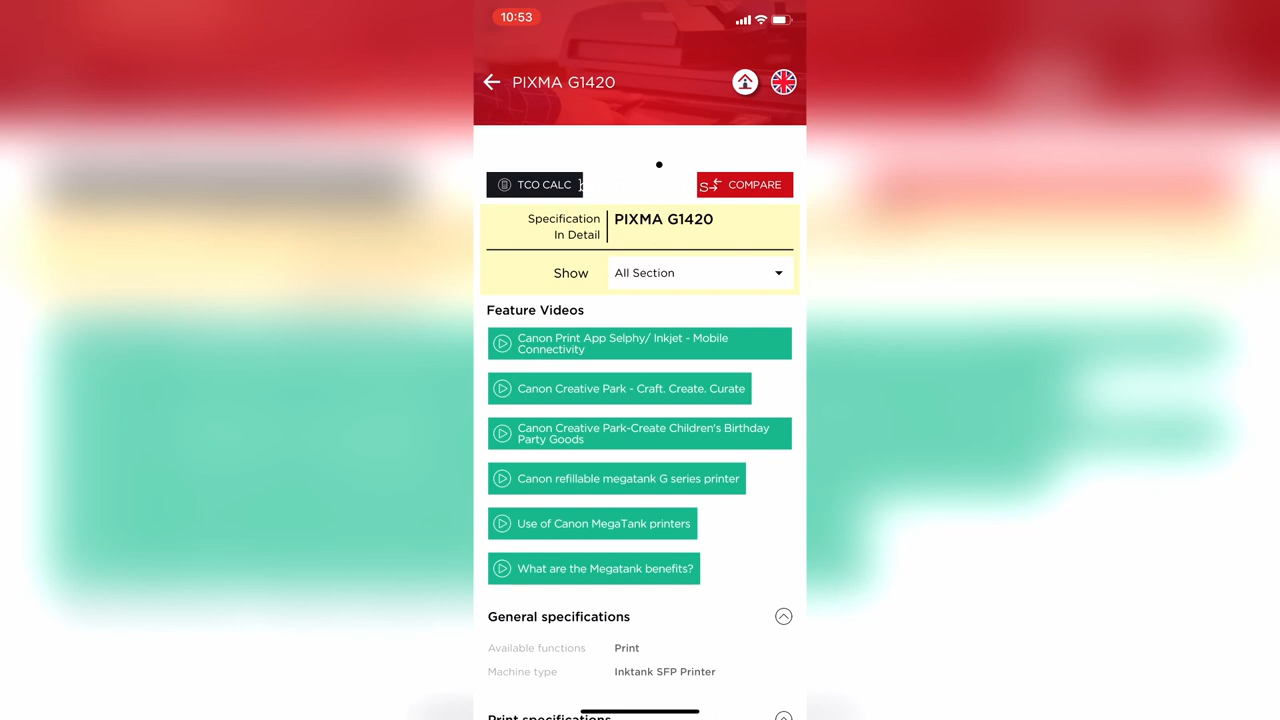 10:53
PIXMA G1420
TCO CALC
COMPARE
Specification
In Detail
PIXMA G1420
Show
All Section
Feature Videos
Canon Print App Selphy/ Inkjet - Mobile
Connectivity
Canon Creative Park - Craft. Create. Curate
Canon Creative Park-Create Children's Birthday
Party Goods
Canon refillable megatank G series printer
Use of Canon MegaTank printers
What are the Megatank benefits?
General specifications
Available functions
Print
Machine type
Inktank SFP Printer
Print specifications